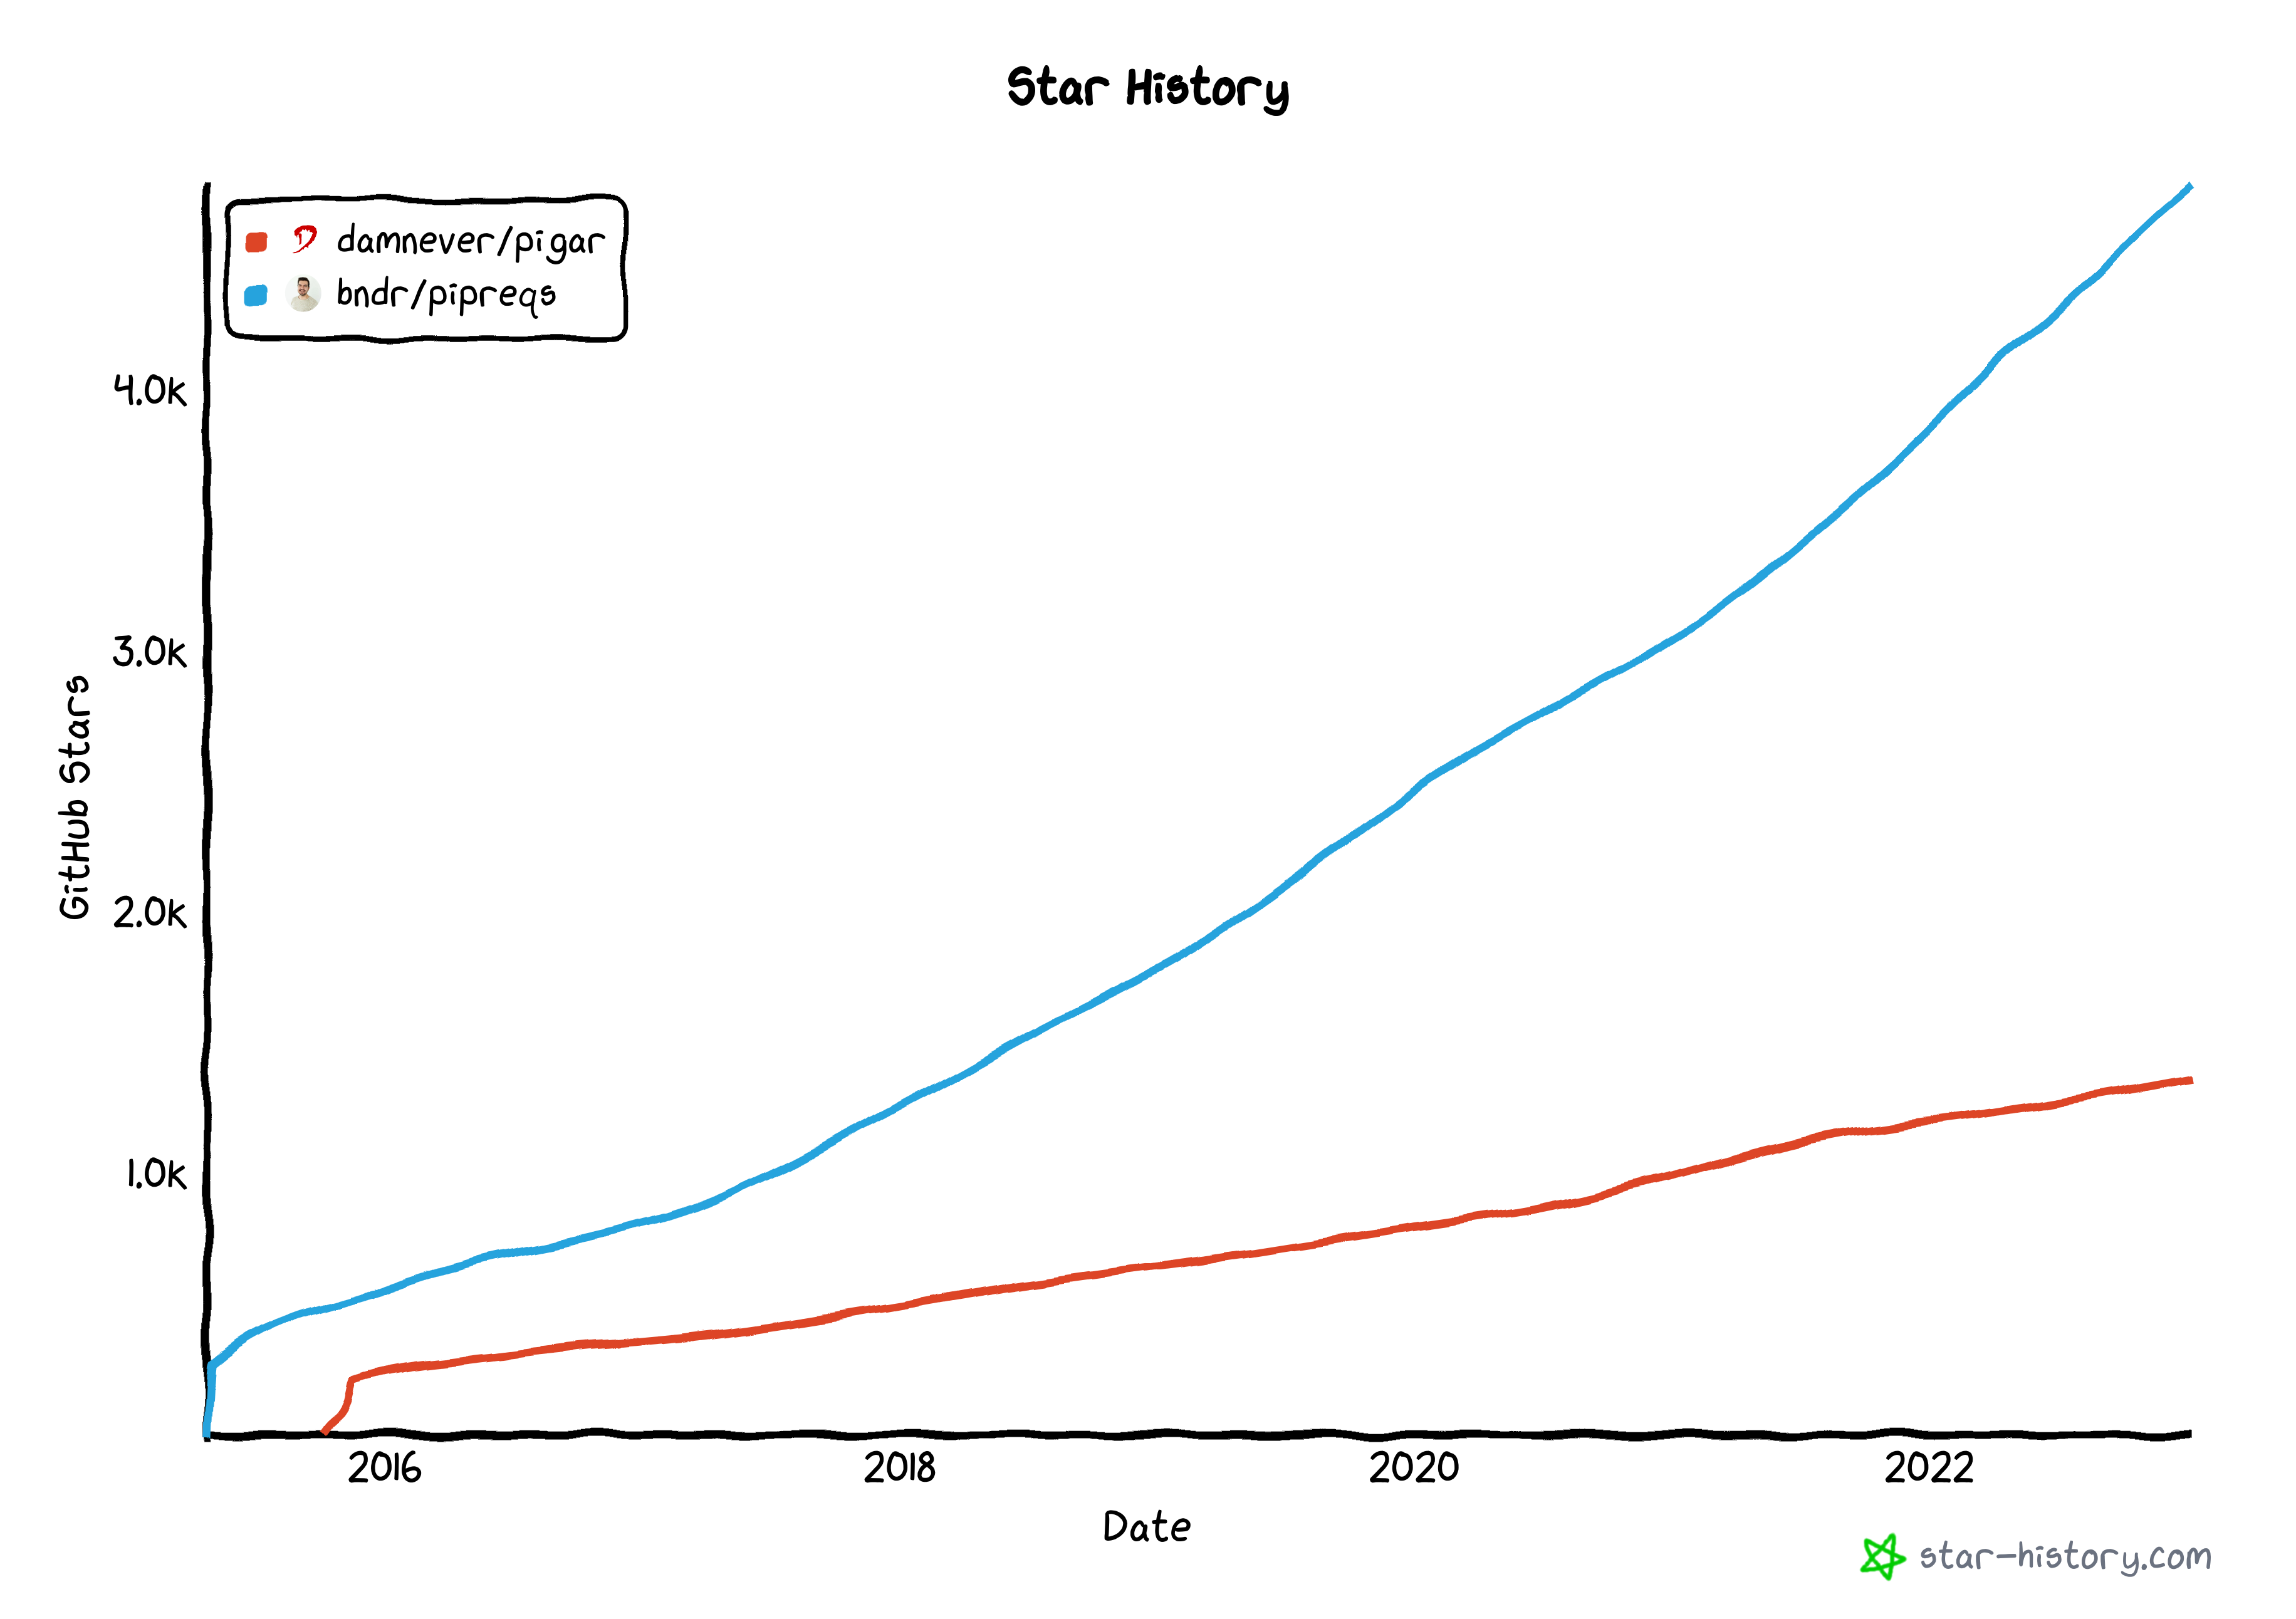 Star History
damnever/pigar
bndr/pipreqs
4.0K
3.0K
2.0K
1.0K
GitHub Stars
2016
2018
2020
2022
Date
star-history.com